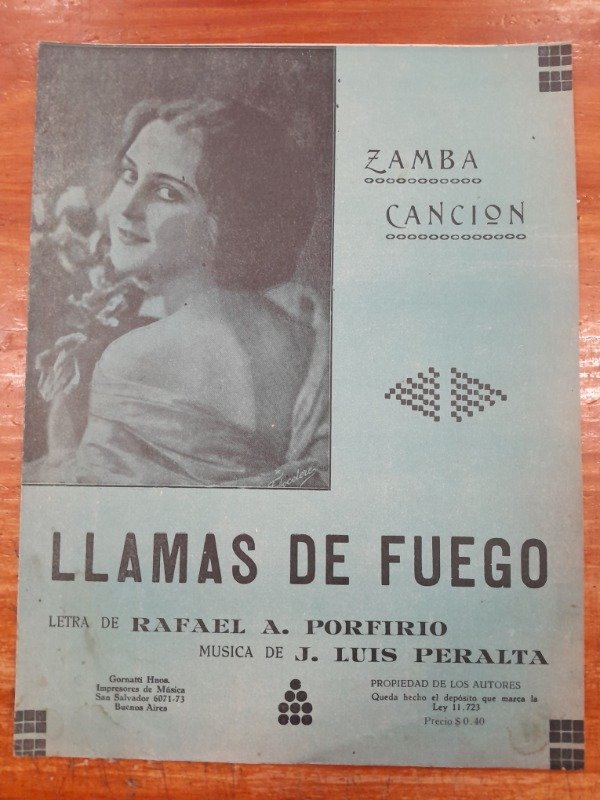 ZAMBA
CANCION
LLAMAS DE FUEGO
LETRA DE RAFAEL A. PORFIRIO
MUSICA DE J. LUIS PERALTA
Gornatti Hnos.
Impresores de Música
San Salvador 6071-73
Buenos Aires
PROPIEDAD DE LOS AUTORES
Queda hecho el depósito que marca la
Ley 11.723
Precio $ 0.40